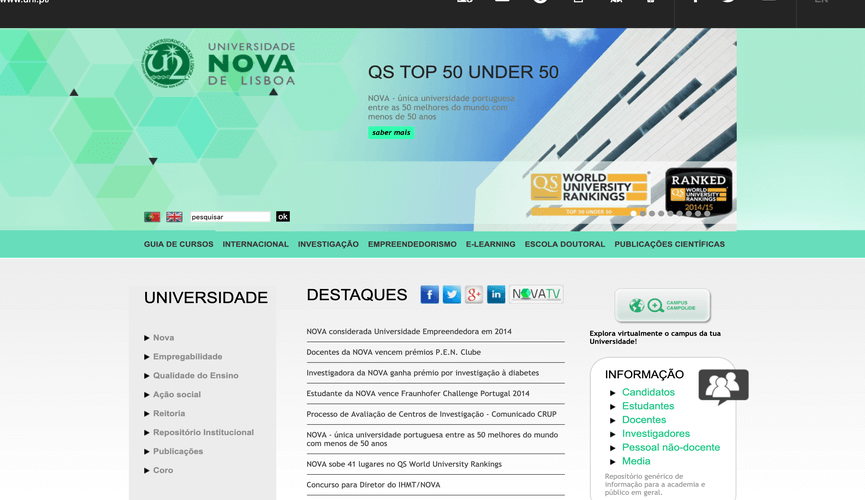 www.unl.pt
EN
UNIVERSIDADE
NOVA
DE LISBOA
QS TOP 50 UNDER 50
NOVA - única universidade portuguesa
entre as 50 melhores do mundo com
menos de 50 anos
saber mais
QS WORLD
UNIVERSITY
RANKINGS
TOP 50 UNDER 50
RANKED
QS WORLD
UNIVERSITY
RANKINGS
2014/15
pesquisar
ok
GUIA DE CURSOS INTERNACIONAL INVESTIGAÇÃO EMPREENDEDORISMO E-LEARNING ESCOLA DOUTORAL PUBLICAÇÕES CIENTÍFICAS
UNIVERSIDADE
Nova
Empregabilidade
Qualidade do Ensino
Ação social
Reitoria
Repositório Institucional
Publicações
Coro
DESTAQUES
NOVATV
NOVA considerada Universidade Empreendedora em 2014
Docentes da NOVA vencem prémios P.E.N. Clube
Investigadora da NOVA ganha prémio por investigação à diabetes
Estudante da NOVA vence Fraunhofer Challenge Portugal 2014
Processo de Avaliação de Centros de Investigação - Comunicado CRUP
NOVA - única universidade portuguesa entre as 50 melhores do mundo
com menos de 50 anos
NOVA sobe 41 lugares no QS World University Rankings
Concurso para Diretor do IHMT/NOVA
CAMPUS
CAMPOLIDE
Explora virtualmente o campus da tua
Universidade!
INFORMAÇÃO
Candidatos
Estudantes
Docentes
Investigadores
Pessoal não-docente
Media
Repositório genérico de
informação para a academia e
público em geral.